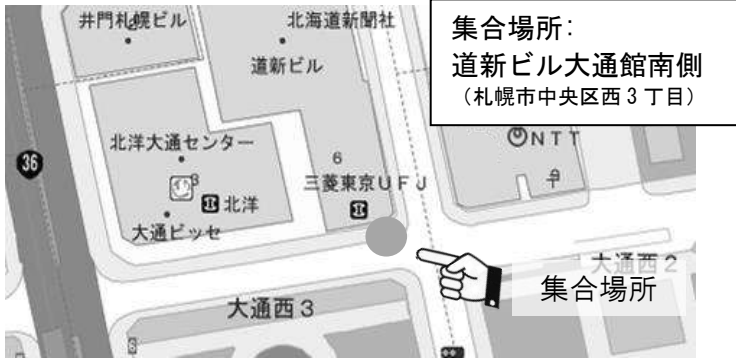 井門札幌ビル
北海道新聞社
道新ビル
集合場所：
道新ビル大通館南側
（札幌市中央区西3丁目）
北洋大通センター
NTT
36
6
三菱東京UFJ
3
北洋
大通ビッセ
大通西2
集合場所
大通西3